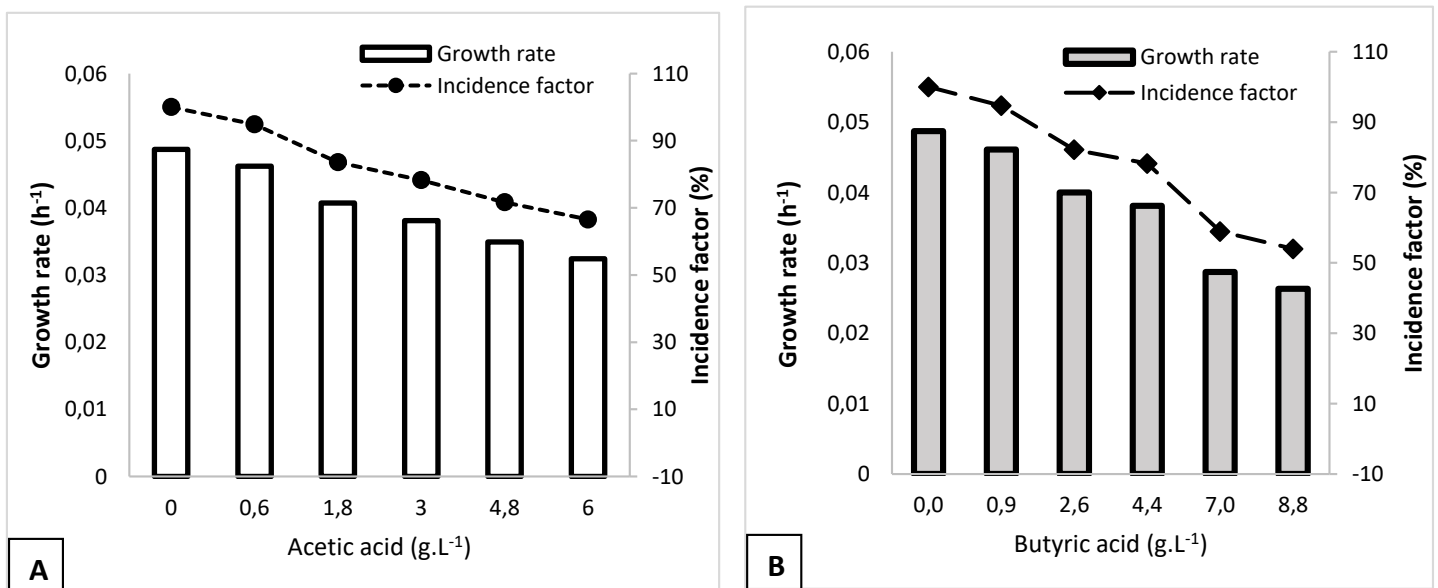 Growth rate
Incidence factor
0,06
0,05
0,04
0,03
0,02
0,01
0
110
90
70
50
30
10
-10
Growth rate (h-1)
Incidence factor (%)
0 0,6 1,8 3 4,8 6
Acetic acid (g.L-1)
A
Growth rate
Incidence factor
0,06
0,05
0,04
0,03
0,02
0,01
0
110
90
70
50
30
10
-10
Growth rate (h-1)
Incidence factor (%)
0,0 0,9 2,6 4,4 7,0 8,8
Butyric acid (g.L-1)
B